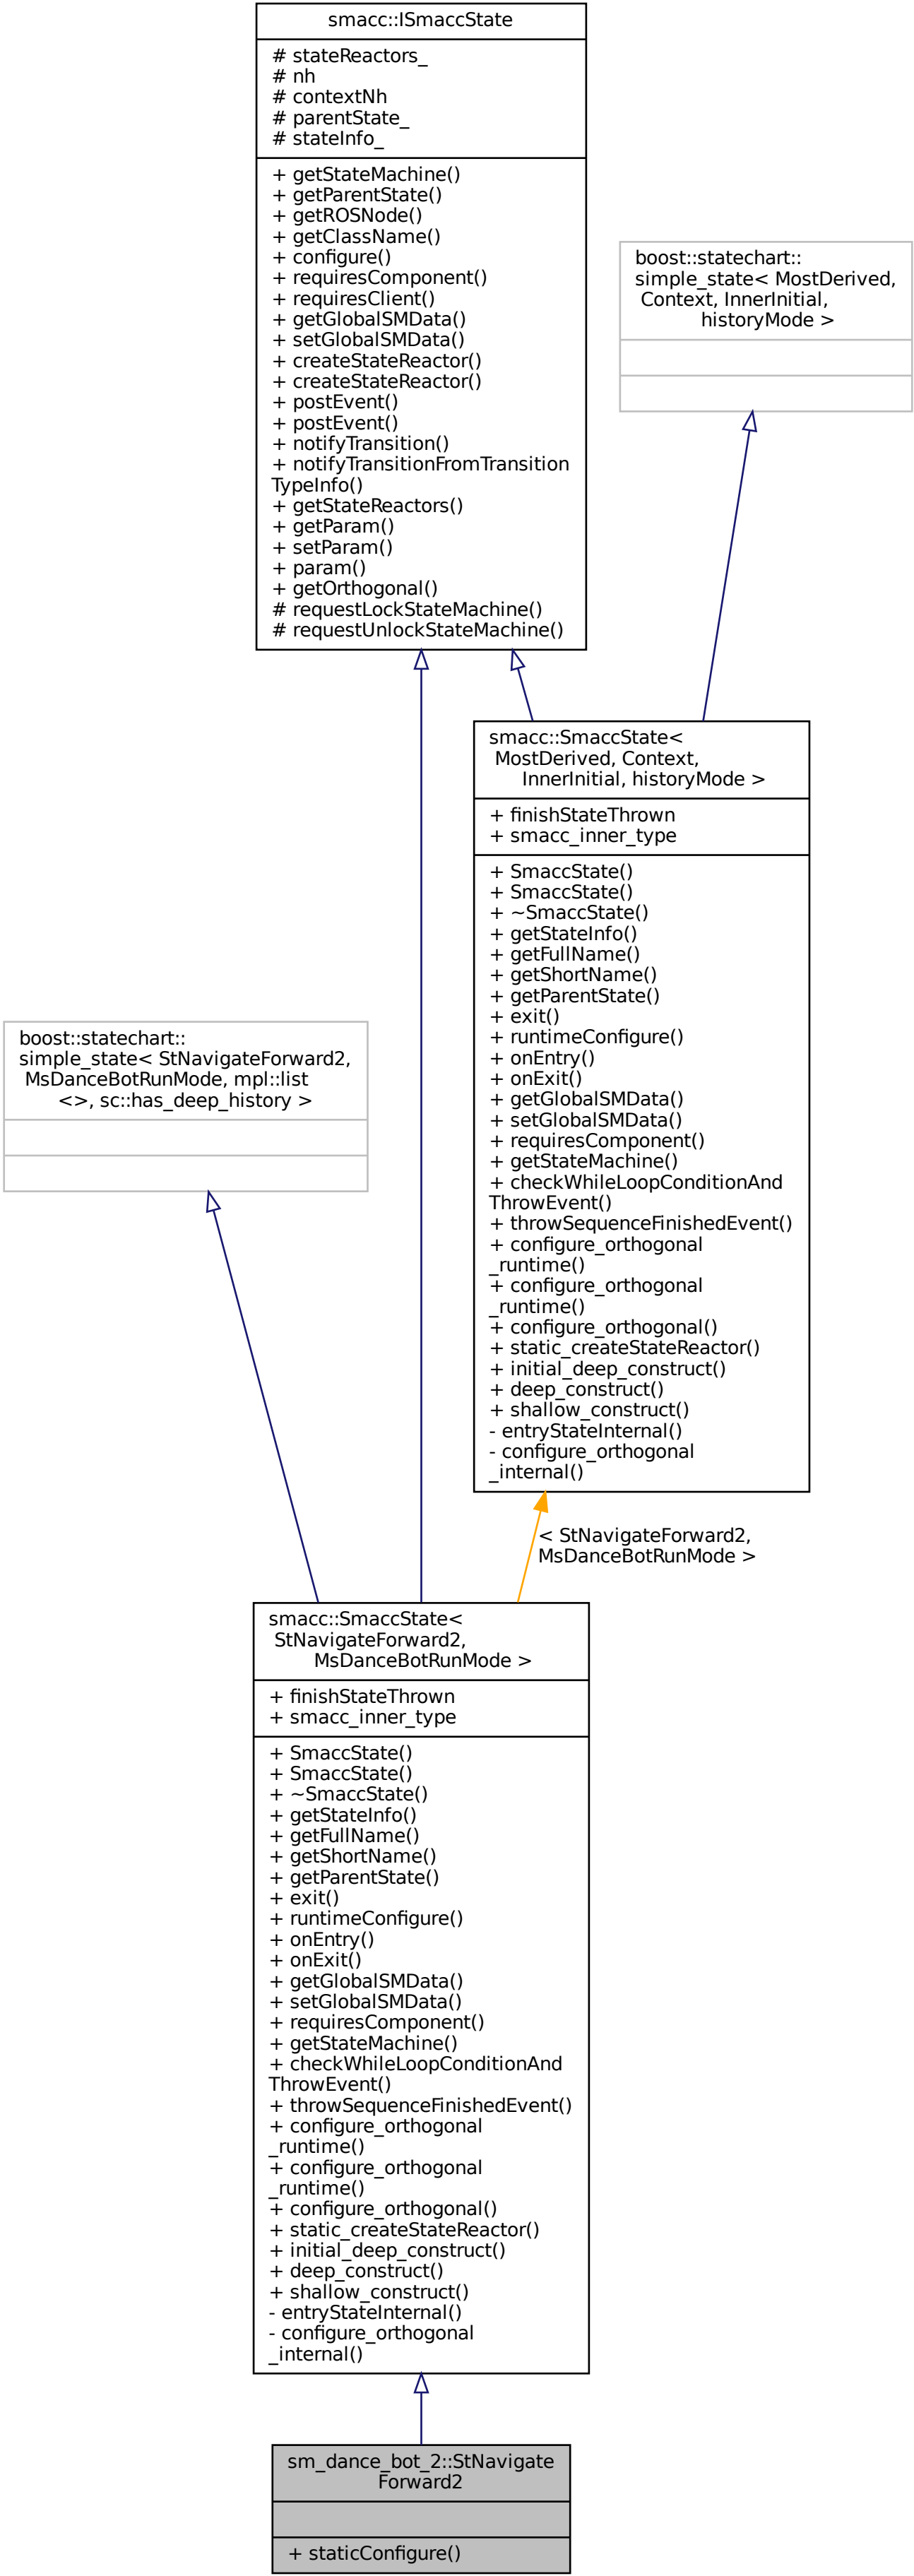 smacc::ISmaccState
# stateReactors_
# nh
# contextNh
# parentState_
# stateInfo_
+ getStateMachine()
+ getParentState()
+ getROSNode()
+ getClassName()
+ configure()
+ requiresComponent()
+ requiresClient()
+ getGlobalSMData()
+ setGlobalSMData()
+ createStateReactor()
+ createStateReactor()
+ postEvent()
+ postEvent()
+ notifyTransition()
+ notifyTransitionFromTransition
TypeInfo()
+ getStateReactors()
+ getParam()
+ setParam()
+ param()
+ getOrthogonal()
# requestLockStateMachine()
# requestUnlockStateMachine()
boost::statechart::
simple_state< MostDerived,
Context, InnerInitial,
historyMode >
smacc::SmaccState<
MostDerived, Context,
InnerInitial, historyMode >
+ finishStateThrown
+ smacc_inner_type
+ SmaccState()
+ SmaccState()
+ ~SmaccState()
+ getStateInfo()
+ getFullName()
+ getShortName()
+ getParentState()
+ exit()
+ runtimeConfigure()
+ onEntry()
+ onExit()
+ getGlobalSMData()
+ setGlobalSMData()
+ requiresComponent()
+ getStateMachine()
+ checkWhileLoopConditionAnd
ThrowEvent()
+ throwSequenceFinishedEvent()
+ configure_orthogonal
_runtime()
+ configure_orthogonal
_runtime()
+ configure_orthogonal()
+ static_createStateReactor()
+ initial_deep_construct()
+ deep_construct()
+ shallow_construct()
- entryStateInternal()
- configure_orthogonal
_internal()
boost::statechart::
simple_state< StNavigateForward2,
MsDanceBotRunMode, mpl::list
<>, sc::has_deep_history >
< StNavigateForward2,
MsDanceBotRunMode >
smacc::SmaccState<
StNavigateForward2,
MsDanceBotRunMode >
+ finishStateThrown
+ smacc_inner_type
+ SmaccState()
+ SmaccState()
+ ~SmaccState()
+ getStateInfo()
+ getFullName()
+ getShortName()
+ getParentState()
+ exit()
+ runtimeConfigure()
+ onEntry()
+ onExit()
+ getGlobalSMData()
+ setGlobalSMData()
+ requiresComponent()
+ getStateMachine()
+ checkWhileLoopConditionAnd
ThrowEvent()
+ throwSequenceFinishedEvent()
+ configure_orthogonal
_runtime()
+ configure_orthogonal
_runtime()
+ configure_orthogonal()
+ static_createStateReactor()
+ initial_deep_construct()
+ deep_construct()
+ shallow_construct()
- entryStateInternal()
- configure_orthogonal
_internal()
sm_dance_bot_2::StNavigate
Forward2
+ staticConfigure()